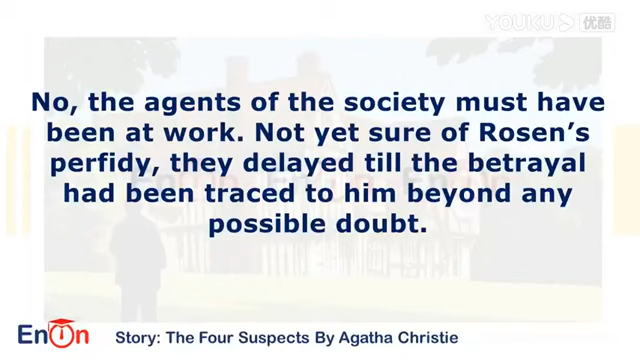 YOUKU 优酷
No, the agents of the society must have
been at work. Not yet sure of Rosen's
perfidy, they delayed till the betrayal
had been traced to him beyond any
possible doubt.
EnOn
Story: The Four Suspects By Agatha Christie